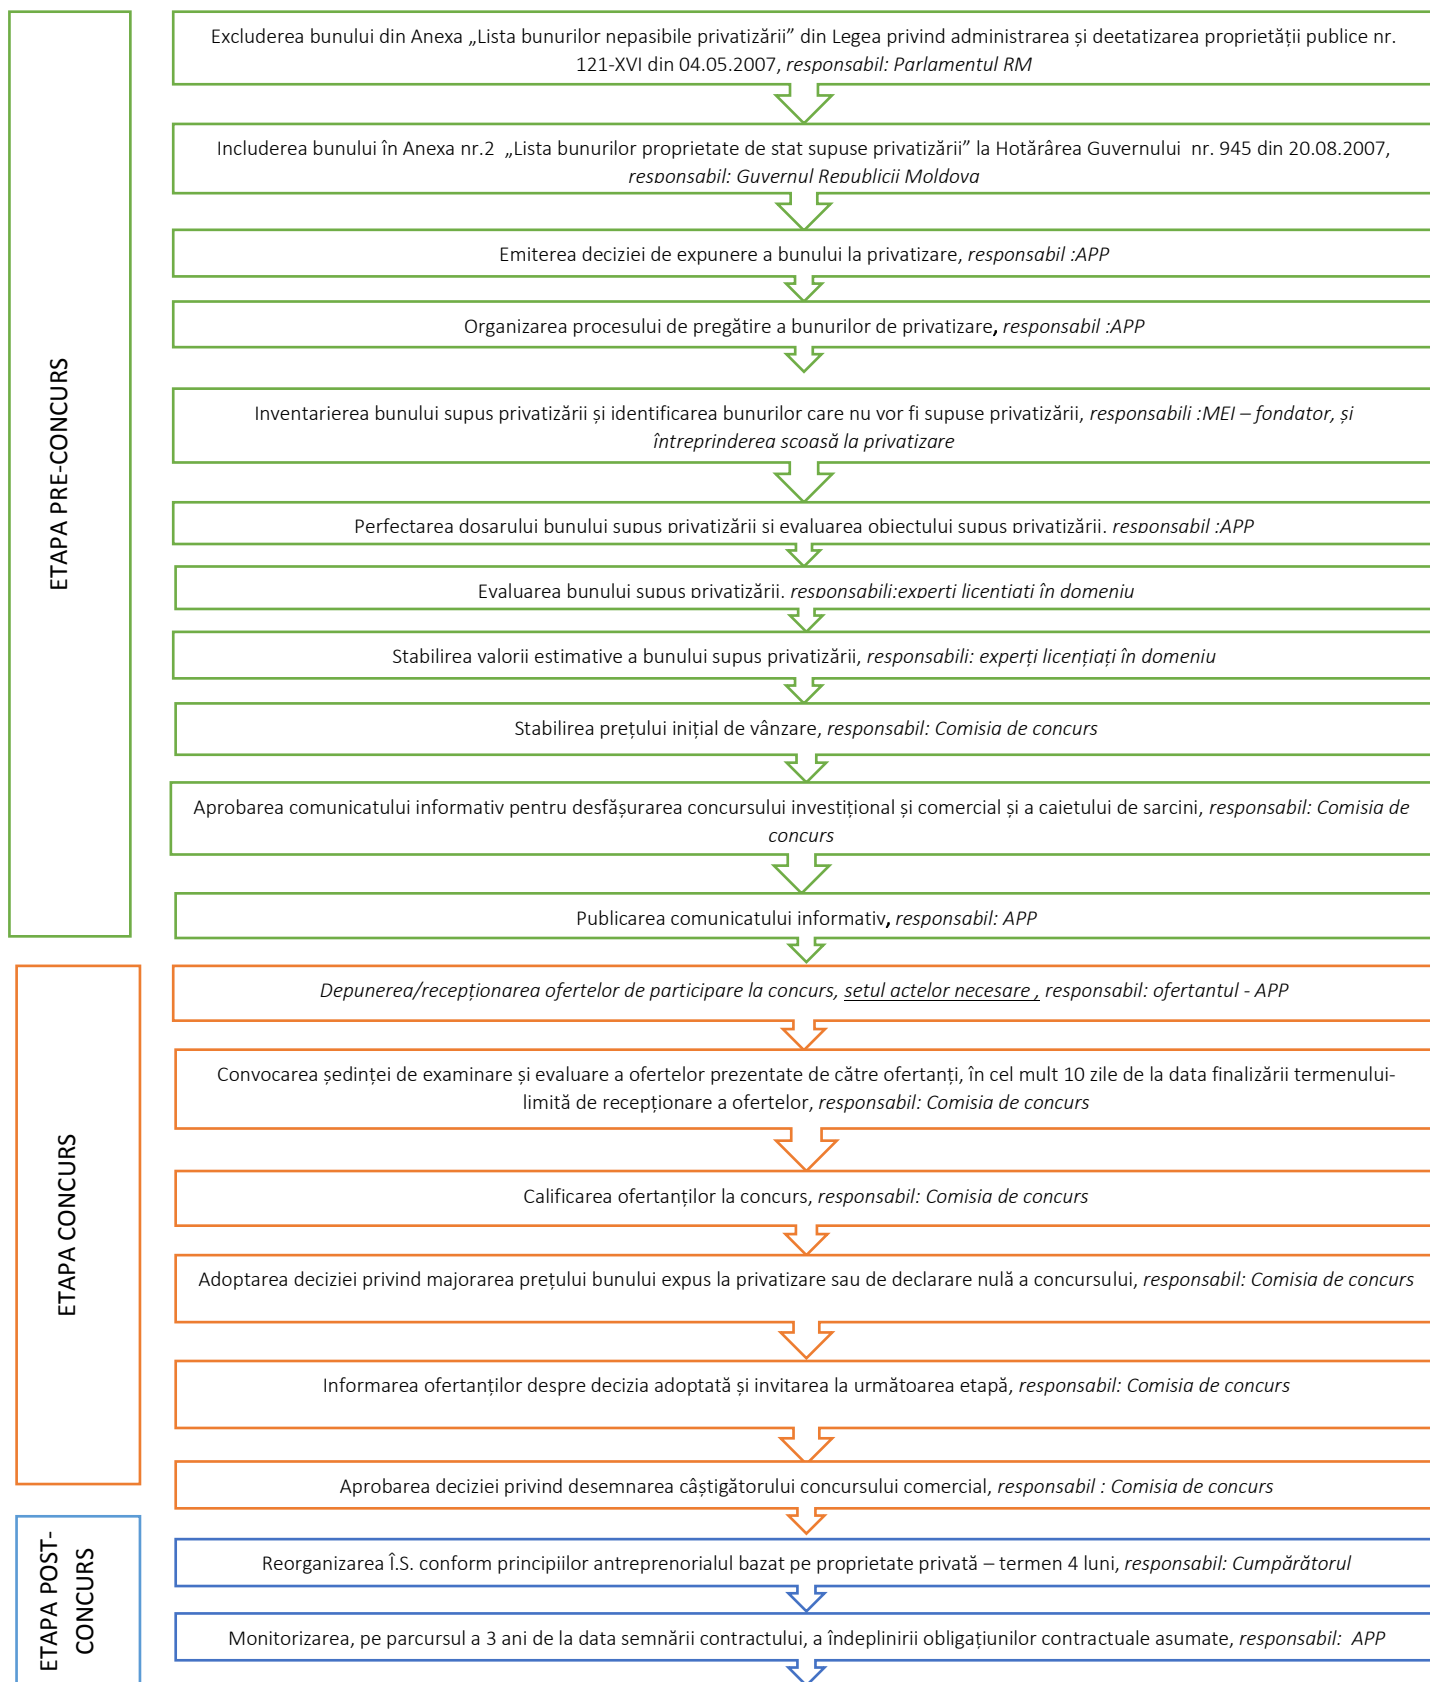 ETAPA PRE-CONCURS
Excluderea bunului din Anexa „Lista bunurilor nepasibile privatizării” din Legea privind administrarea și deetatizarea proprietății publice nr.
121-XVI din 04.05.2007, responsabil: Parlamentul RM
Includerea bunului în Anexa nr.2 „Lista bunurilor proprietate de stat supuse privatizării” la Hotărârea Guvernului nr. 945 din 20.08.2007,
responsabil: Guvernul Republicii Moldova
Emiterea deciziei de expunere a bunului la privatizare, responsabil :APP
Organizarea procesului de pregătire a bunurilor de privatizare, responsabil :APP
Inventarierea bunului supus privatizării și identificarea bunurilor care nu vor fi supuse privatizării, responsabili :MEI – fondator, și
întreprinderea scoasă la privatizare
Perfectarea dosarului bunului supus privatizării și evaluarea obiectului supus privatizării, responsabil :APP
Evaluarea bunului supus privatizării, responsabili:experți licențiați în domeniu
Stabilirea valorii estimative a bunului supus privatizării, responsabili: experți licențiați în domeniu
Stabilirea prețului inițial de vânzare, responsabil: Comisia de concurs
Aprobarea comunicatului informativ pentru desfășurarea concursului investițional și comercial și a caietului de sarcini, responsabil: Comisia de
concurs
Publicarea comunicatului informativ, responsabil: APP
ETAPA CONCURS
Depunerea/recepționarea ofertelor de participare la concurs, setul actelor necesare , responsabil: ofertantul - APP
Convocarea ședinței de examinare și evaluare a ofertelor prezentate de către ofertanți, în cel mult 10 zile de la data finalizării termenului-
limită de recepționare a ofertelor, responsabil: Comisia de concurs
Calificarea ofertanților la concurs, responsabil: Comisia de concurs
Adoptarea deciziei privind majorarea prețului bunului expus la privatizare sau de declarare nulă a concursului, responsabil: Comisia de concurs
Informarea ofertanților despre decizia adoptată și invitarea la următoarea etapă, responsabil: Comisia de concurs
Aprobarea deciziei privind desemnarea câștigătorului concursului comercial, responsabil : Comisia de concurs
ETAPA POST-
CONCURS
Reorganizarea Î.S. conform principiilor antreprenorialul bazat pe proprietate privată – termen 4 luni, responsabil: Cumpărătorul
Monitorizarea, pe parcursul a 3 ani de la data semnării contractului, a îndeplinirii obligațiunilor contractuale asumate, responsabil: APP